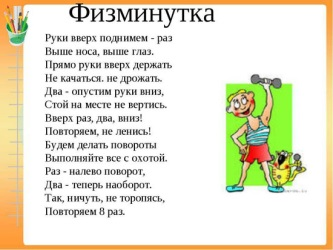 Физминутка
Руки вверх поднимем - раз
Выше носа, выше глаз.
Прямо руки вверх держать
Не качаться. не дрожать.
Два - опустим руки вниз,
Стой на месте не вертись.
Вверх раз, два, вниз!
Повторяем, не ленись!
Будем делать повороты
Выполняйте все с охотой.
Раз - налево поворот,
Два - теперь наоборот.
Так, ничуть, не торопясь,
Повторяем 8 раз.